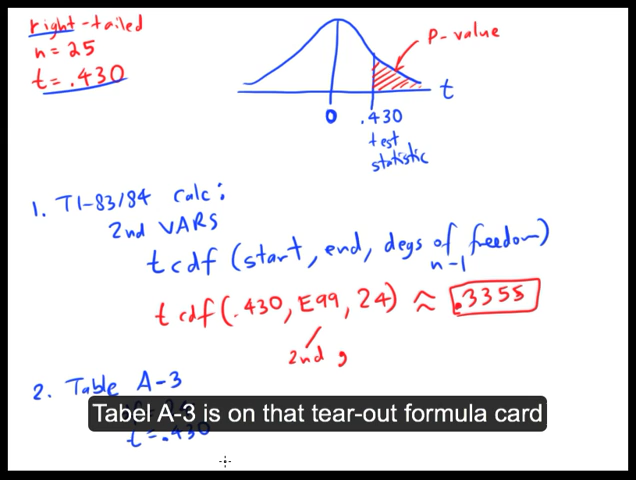 right-tailed
n = 25
t = .430
P-value
t
0
.430
test
statistic
1. TI-83/84 Calc:
2nd VARS
tcdf (start, end, degs of freedom)
n-1
tcdf(.430, E99, 24) ≈ .3355
2nd ,
2. Table A-3
Tabel A-3 is on that tear-out formula card
t = .430